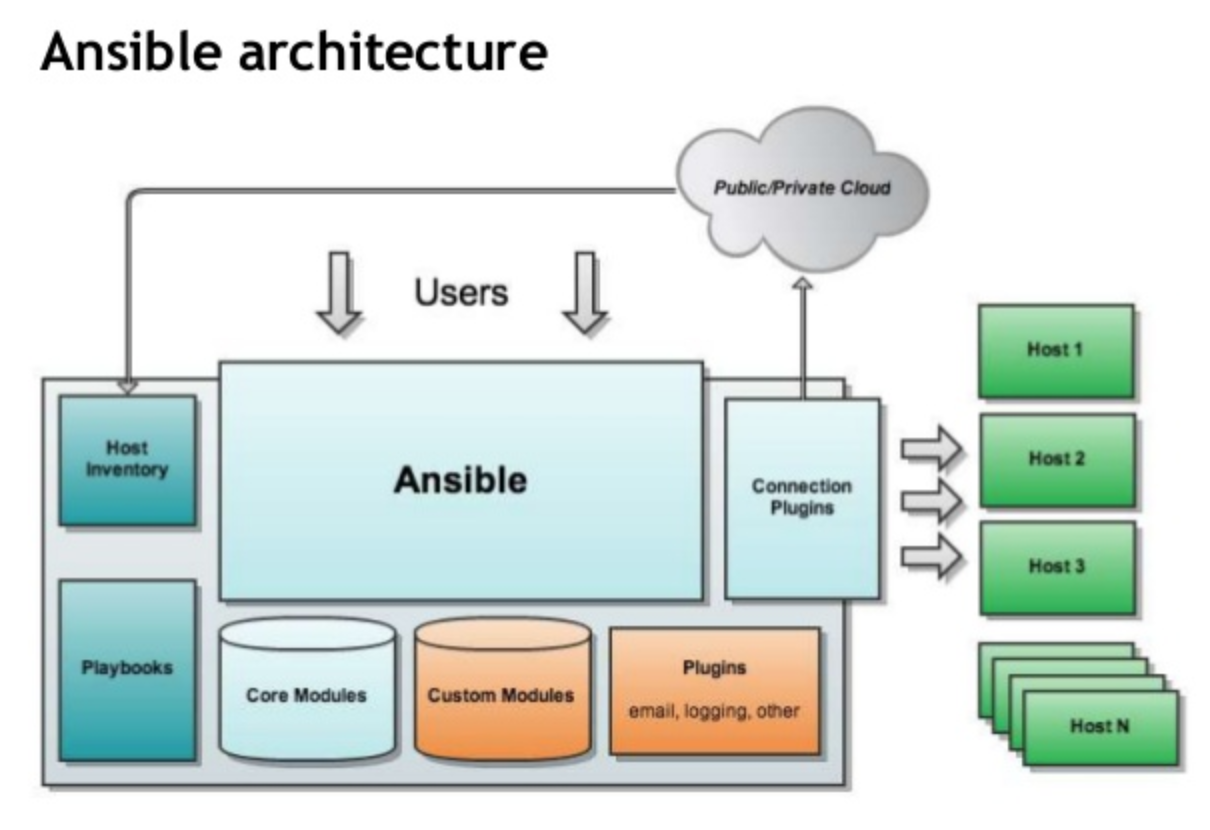 Ansible architecture
Public/Private Cloud
Users
Host 1
Host
Inventory
Ansible
Connection
Plugins
Host 2
Host 3
Playbooks
Core Modules
Custom Modules
Plugins
email, logging, other
Host N